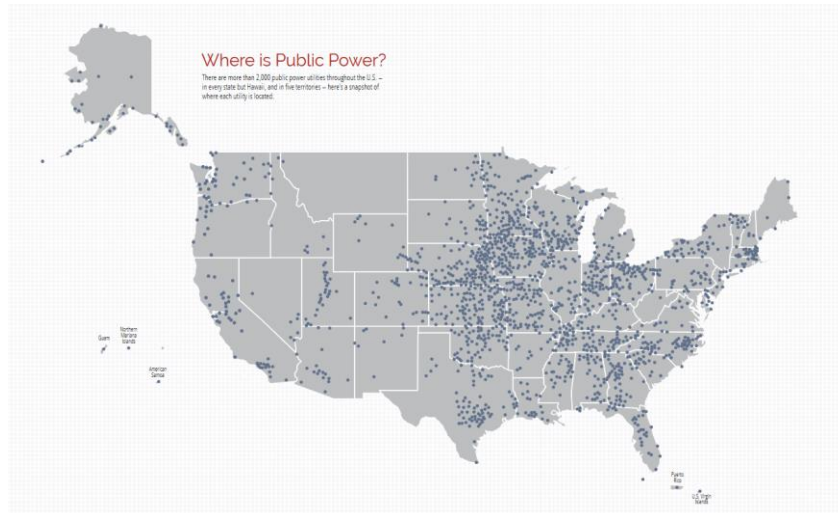 Where is Public Power?
There are more than 2,000 public power utilities throughout the U.S. –
in every state but Hawaii, and in five territories – here's a snapshot of
where each utility is located.
Guam
Northern
Mariana
Islands
American
Samoa
Puerto
Rico
U.S. Virgin
Islands